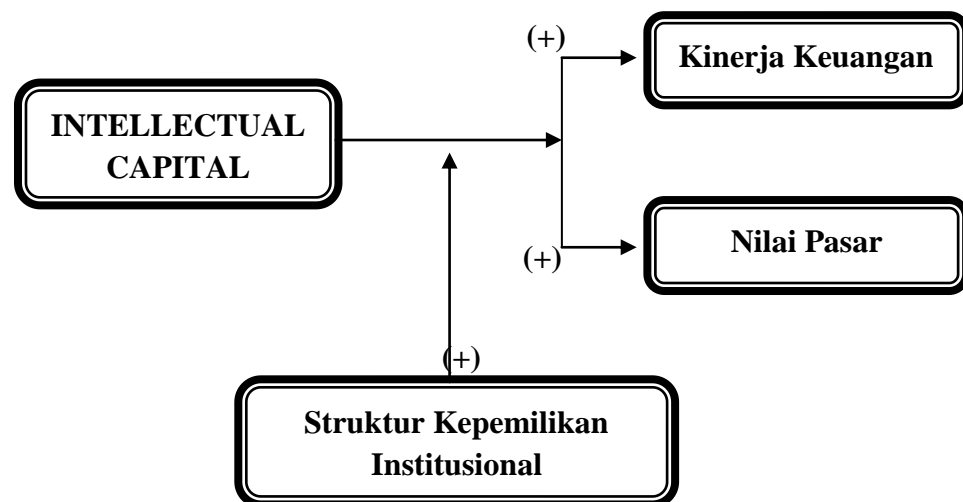 (+)
Kinerja Keuangan
INTELLECTUAL
CAPITAL
(+)
Nilai Pasar
(+)
Struktur Kepemilikan
Institusional